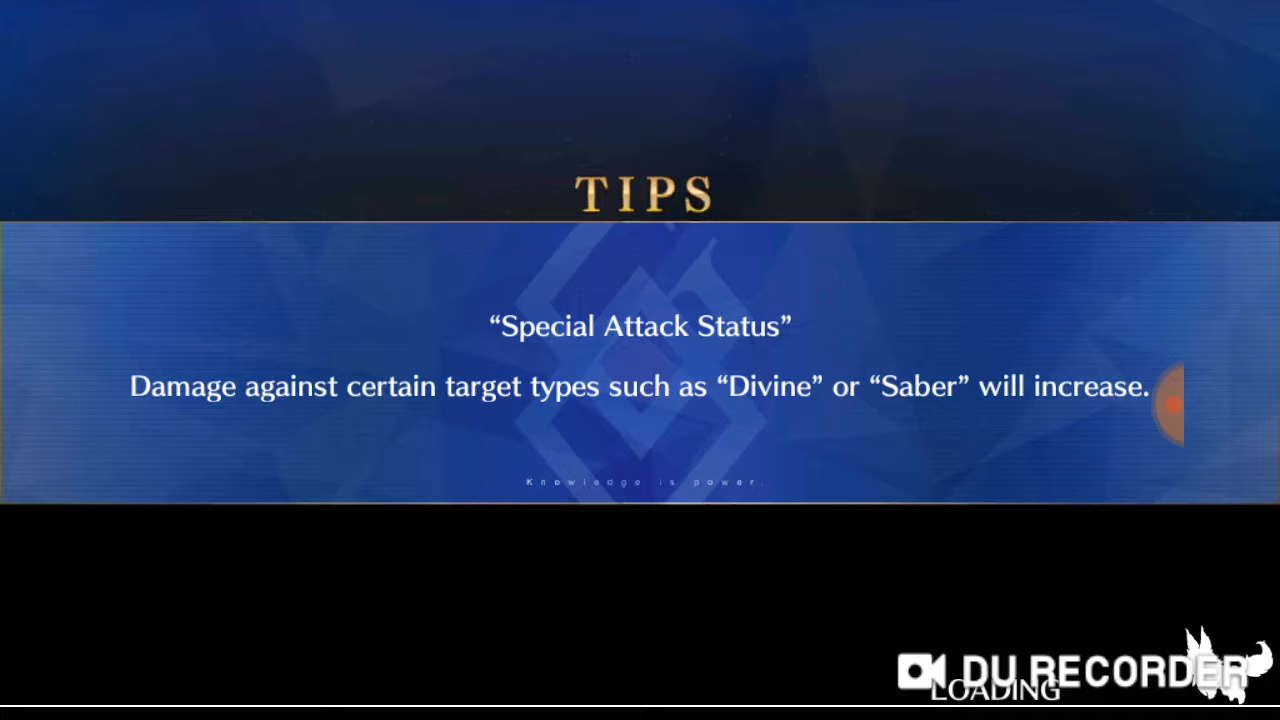 TIPS
“Special Attack Status”
Damage against certain target types such as “Divine” or “Saber” will increase.
Knowledge is power.
DU RECORDER
LOADING